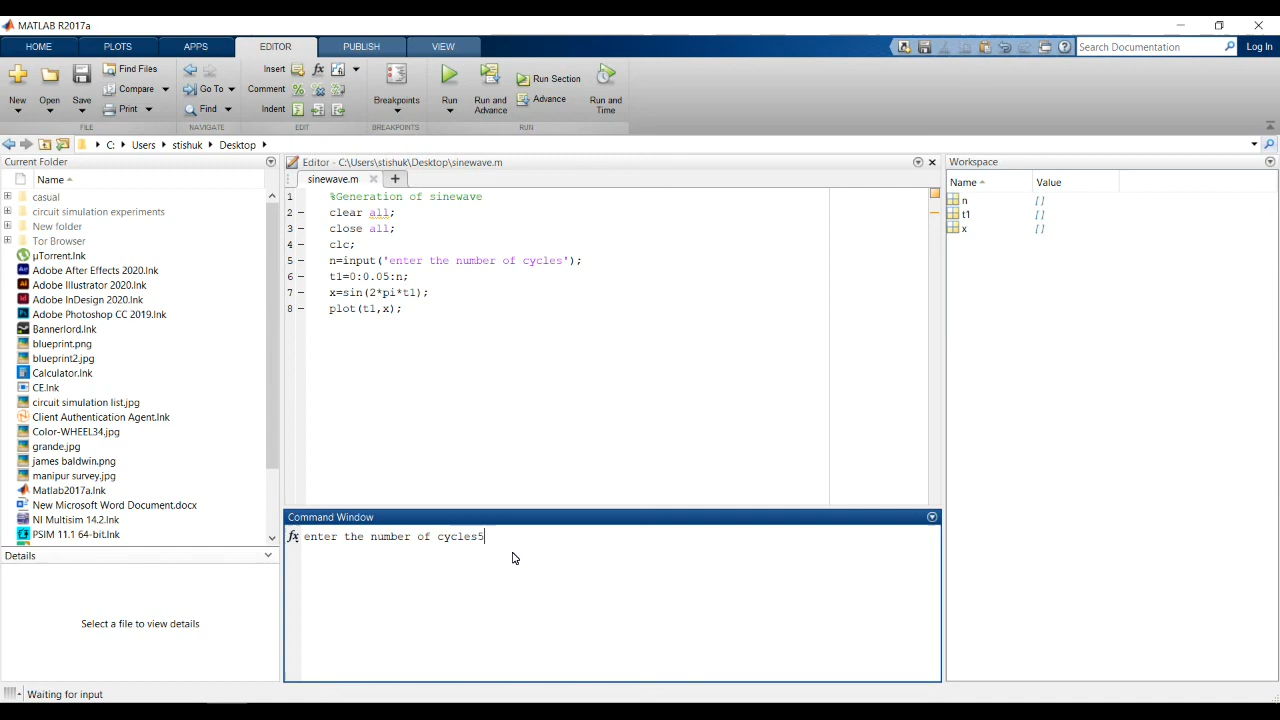 MATLAB R2017a
HOME PLOTS APPS EDITOR PUBLISH VIEW Search Documentation Log In
New Open Save Find Files Compare Print
Go To Find
Insert fx Comment Indent
Breakpoints
Run Run and Advance Run Section Advance Run and Time
FILE NAVIGATE EDIT BREAKPOINTS RUN
C: Users stishuk Desktop
Current Folder
Name
casual
circuit simulation experiments
New folder
Tor Browser
µTorrent.lnk
Adobe After Effects 2020.lnk
Adobe Illustrator 2020.lnk
Adobe InDesign 2020.lnk
Adobe Photoshop CC 2019.lnk
Bannerlord.lnk
blueprint.png
blueprint2.jpg
Calculator.lnk
CE.lnk
circuit simulation list.jpg
Client Authentication Agent.lnk
Color-WHEEL34.jpg
grande.jpg
james baldwin.png
manipur survey.jpg
Matlab2017a.lnk
New Microsoft Word Document.docx
NI Multisim 14.2.lnk
PSIM 11.1 64-bit.lnk
Details
Select a file to view details
Waiting for input
Editor - C:\Users\stishuk\Desktop\sinewave.m
sinewave.m
1 %Generation of sinewave
2 – clear all;
3 – close all;
4 – clc;
5 – n=input('enter the number of cycles');
6 – t1=0:0.05:n;
7 – x=sin(2*pi*t1);
8 – plot(t1,x);
Command Window
fx enter the number of cycles5
Workspace
Name Value
n []
t1 []
x []